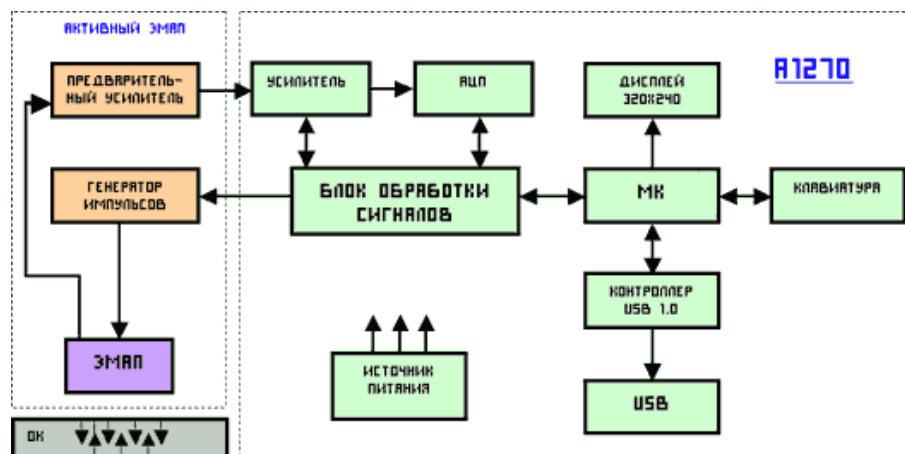 АКТИВНЫЙ ЭМАП
A1270
ПРЕДВАРИТЕЛЬ-
НЫЙ УСИЛИТЕЛЬ
УСИЛИТЕЛЬ
АЦП
ДИСПЛЕЙ
320X240
ГЕНЕРАТОР
ИМПУЛЬСОВ
БЛОК ОБРАБОТКИ
СИГНАЛОВ
МК
КЛАВИАТУРА
КОНТРОЛЛЕР
USB 1.0
ЭМАП
ИСТОЧНИК
ПИТАНИЯ
USB
ОК